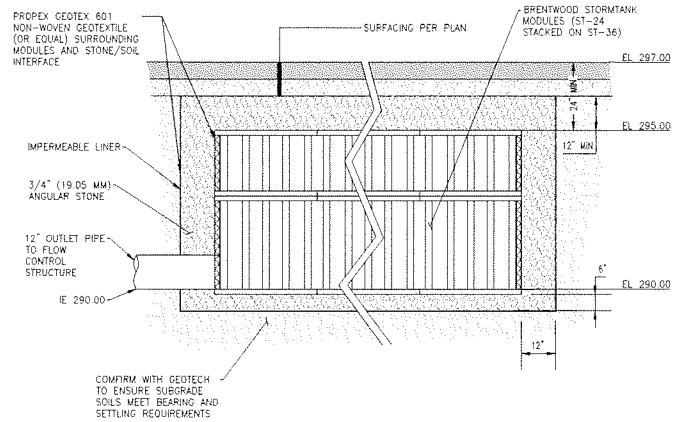 PROPEX GEOTEX 601
NON-WOVEN GEOTEXTILE
(OR EQUAL) SURROUNDING
MODULES AND STONE/SOIL
INTERFACE
SURFACING PER PLAN
BRENTWOOD STORMTANK
MODULES (ST-24
STACKED ON ST-36)
EL 297.00
24" MIN
EL 295.00
12" MIN
IMPERMEABLE LINER
3/4" (19.05 MM)
ANGULAR STONE
12" OUTLET PIPE
TO FLOW
CONTROL
STRUCTURE
IE 290.00
6"
EL 290.00
12"
COMFIRM WITH GEOTECH
TO ENSURE SUBGRADE
SOILS MEET BEARING AND
SETTLING REQUIREMENTS